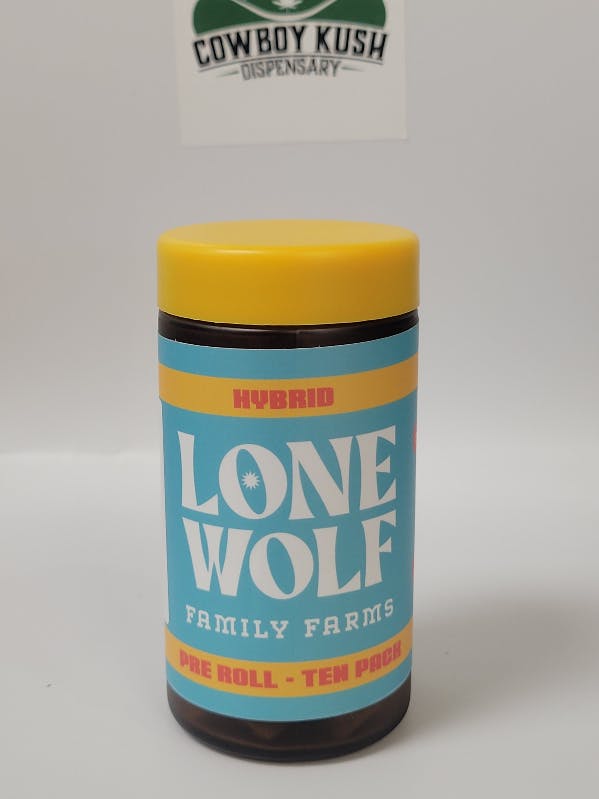 COWBOY KUSH
DISPENSARY
HYBRID
LONE
WOLF
FAMILY FARMS
PRE ROLL - TEN PACK